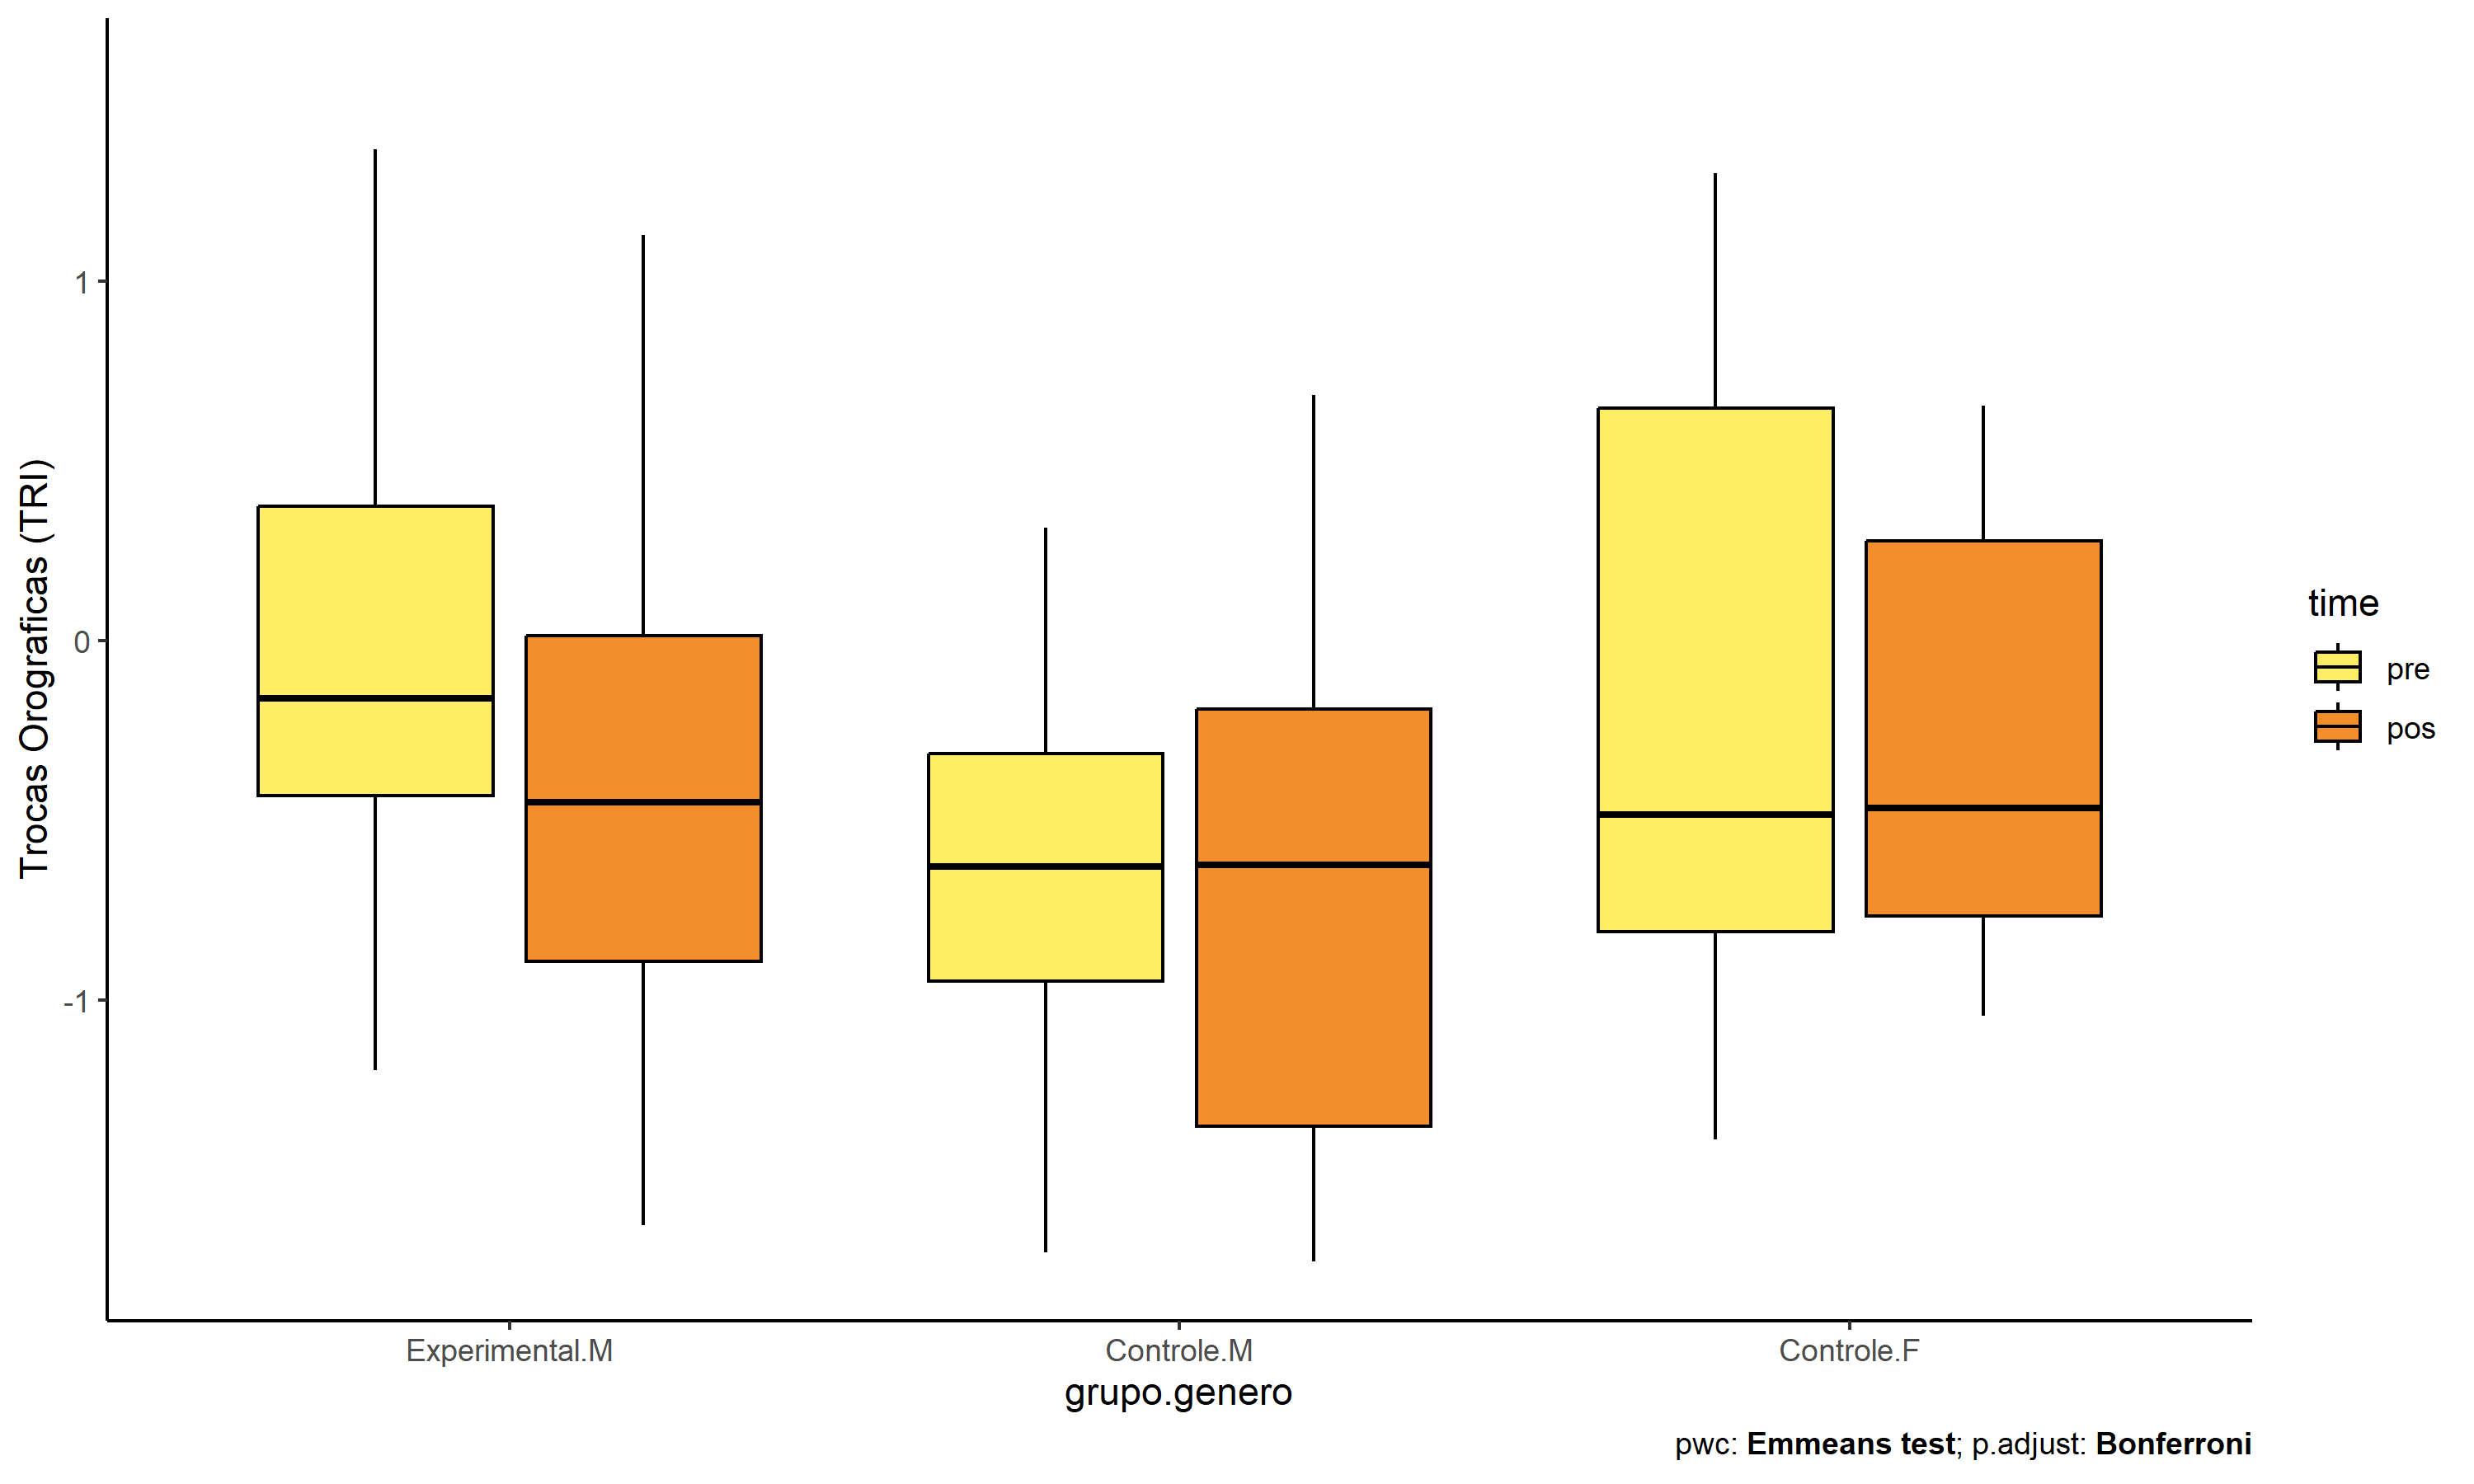 Trocas Orograficas (TRI)
1
0
-1
Experimental.M
Controle.M
Controle.F
grupo.genero
time
pre
pos
pwc: Emmeans test; p.adjust: Bonferroni